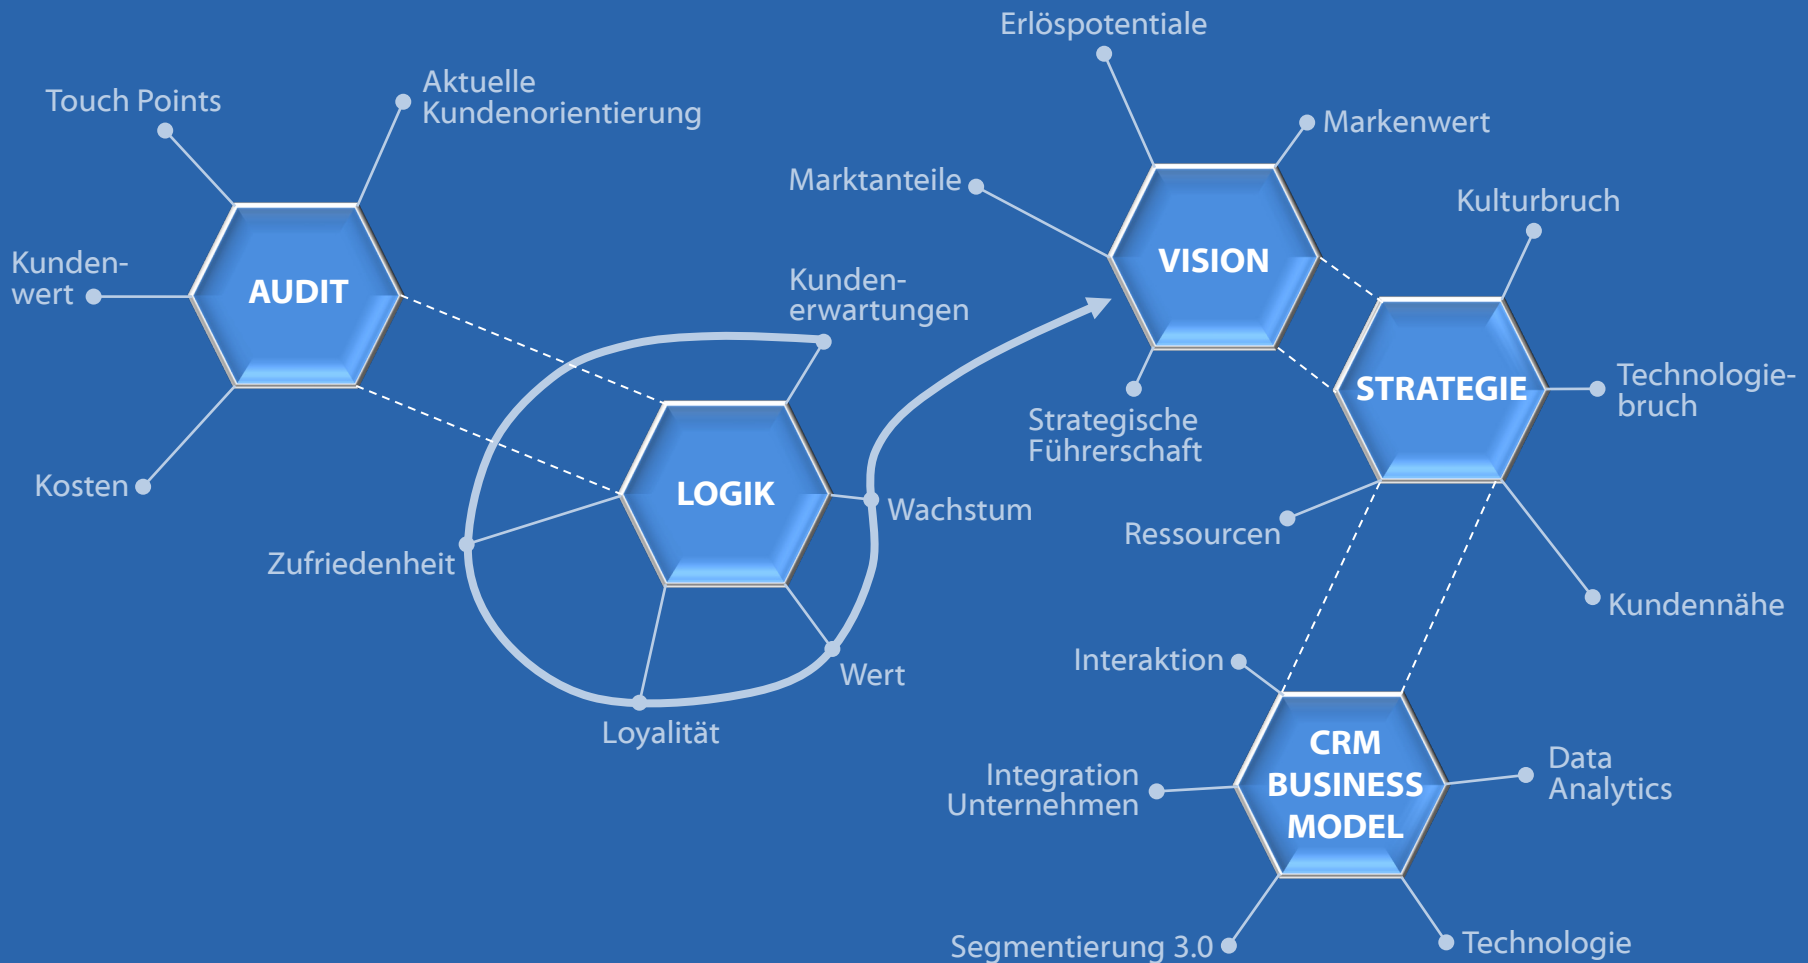 Touch Points
Aktuelle
Kundenorientierung
Kunden-
wert
AUDIT
Kosten
Kunden-
erwartungen
LOGIK
Wachstum
Zufriedenheit
Wert
Loyalität
Erlöspotentiale
Markenwert
Marktanteile
VISION
Strategische
Führerschaft
Kulturbruch
STRATEGIE
Technologie-
bruch
Ressourcen
Kundennähe
Interaktion
CRM
BUSINESS
MODEL
Integration
Unternehmen
Data
Analytics
Segmentierung 3.0
Technologie